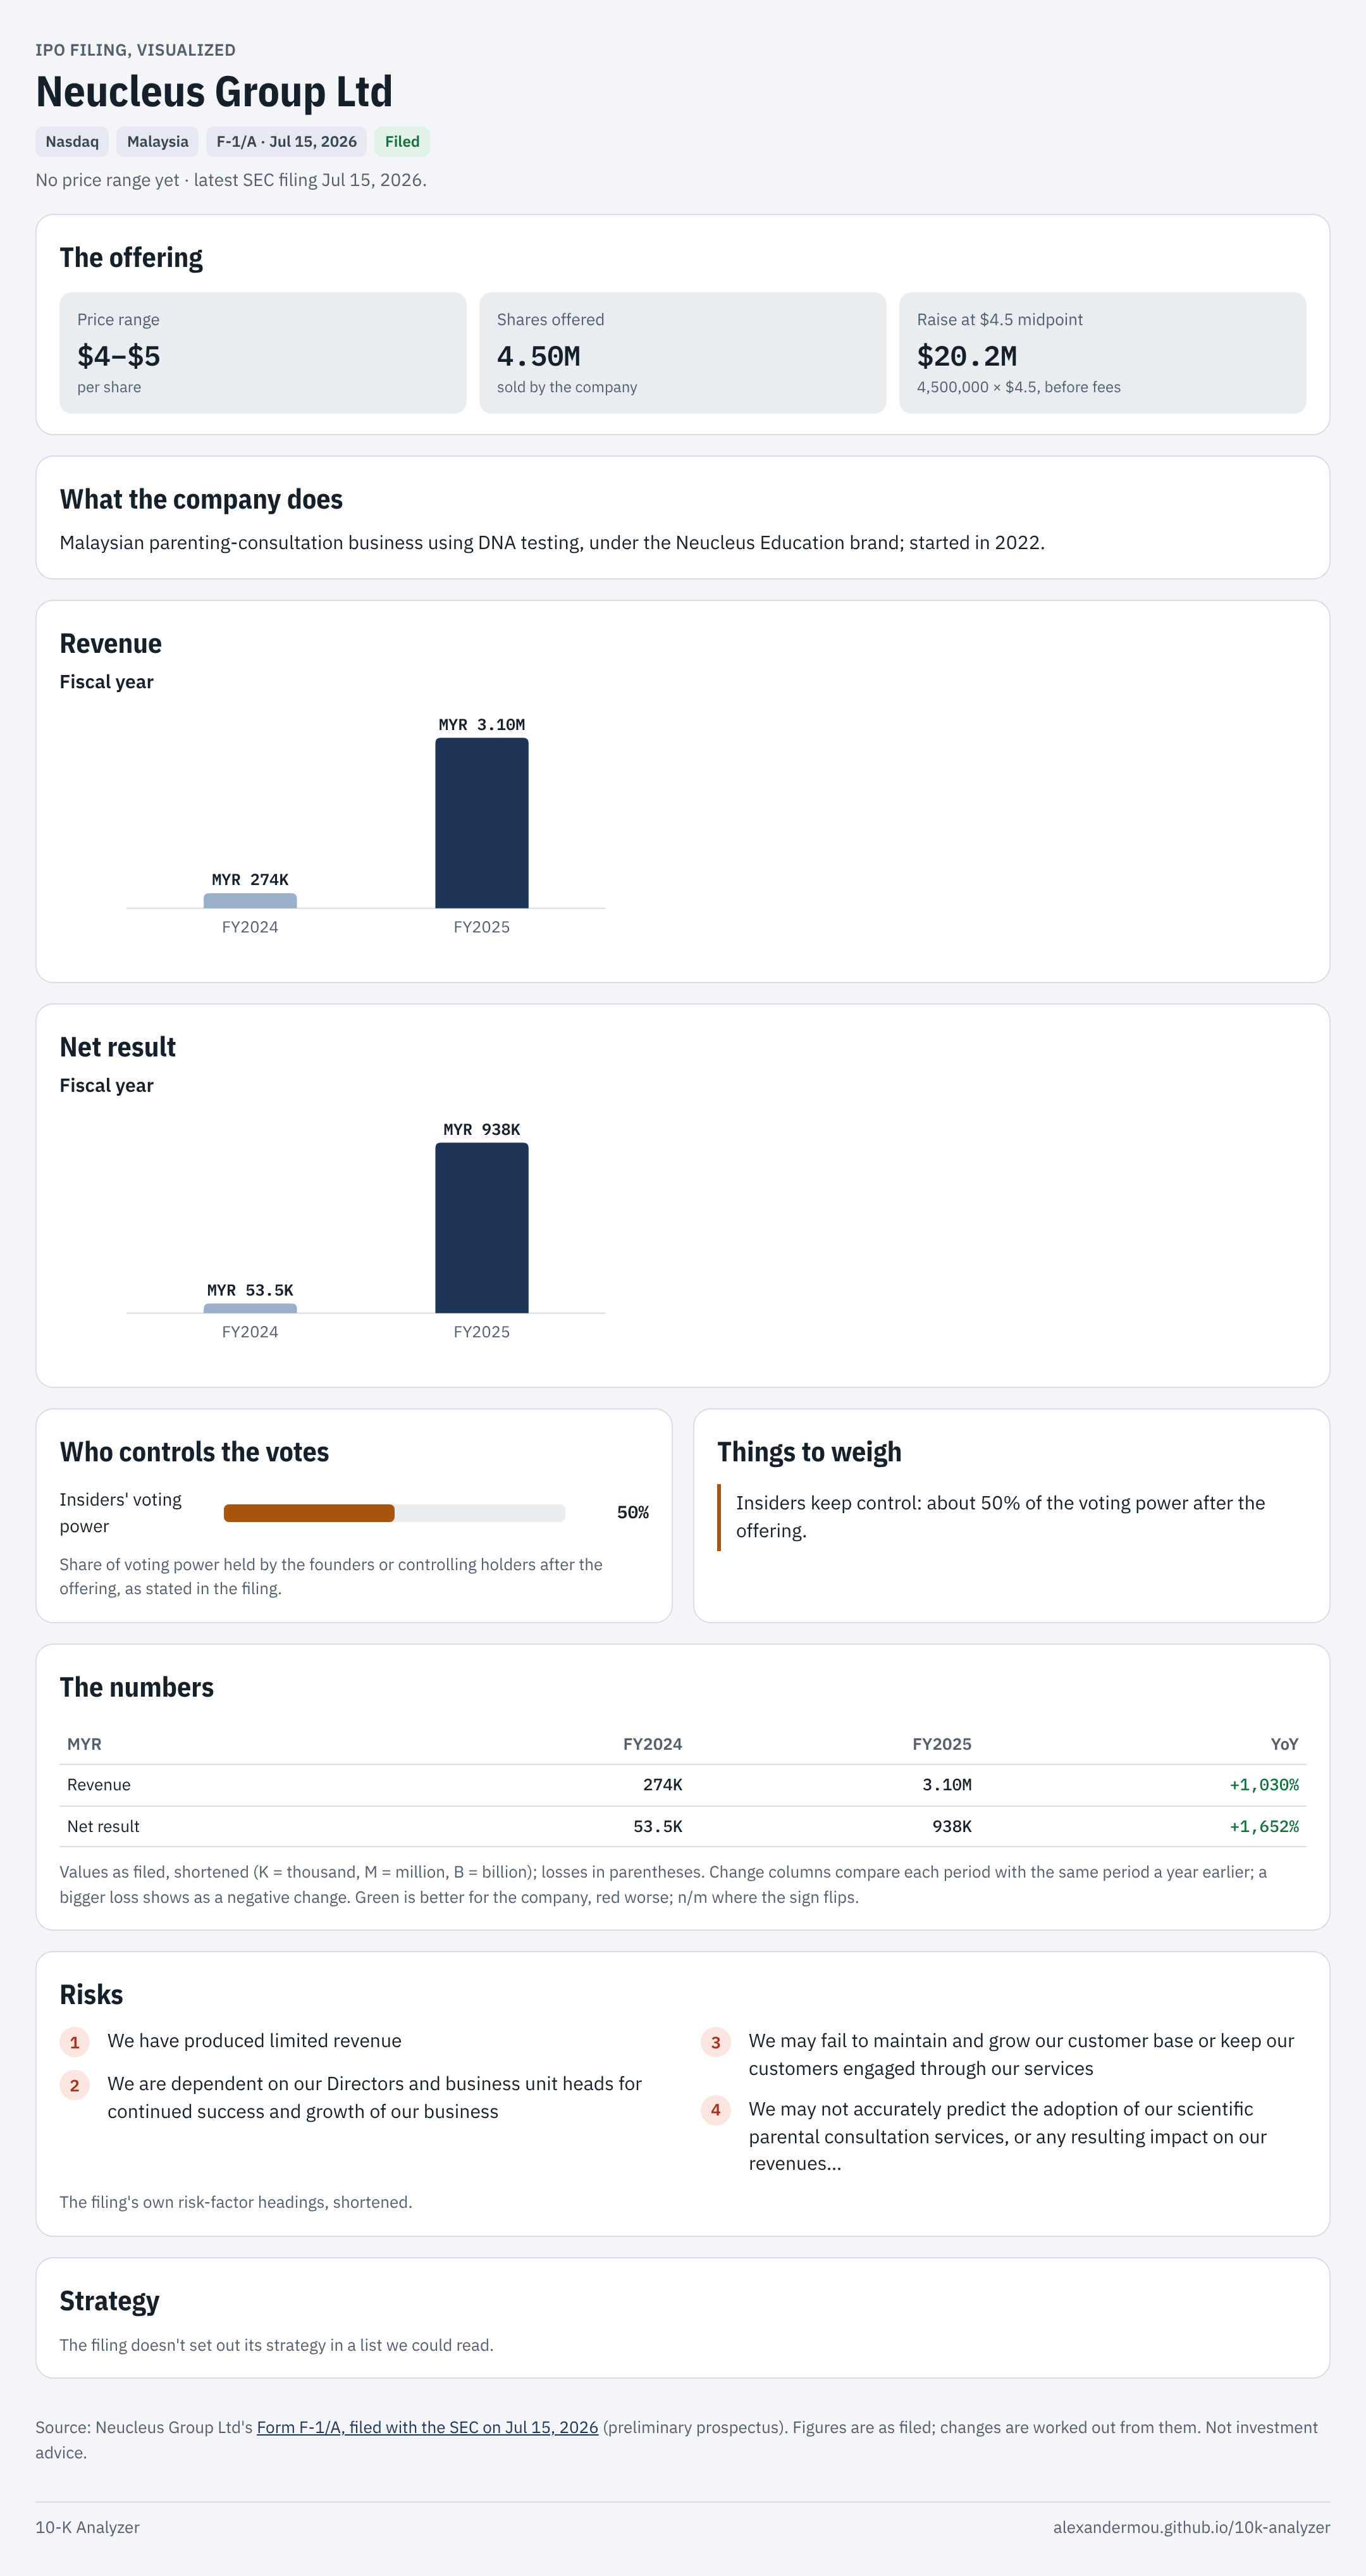 IPO FILING, VISUALIZED
Neucleus Group Ltd
Nasdaq Malaysia F-1/A · Jul 15, 2026 Filed
No price range yet · latest SEC filing Jul 15, 2026.
The offering
Price range
$4–$5
per share
Shares offered
4.50M
sold by the company
Raise at $4.5 midpoint
$20.2M
4,500,000 × $4.5, before fees
What the company does
Malaysian parenting-consultation business using DNA testing, under the Neucleus Education brand; started in 2022.
Revenue
Fiscal year
MYR 3.10M
MYR 274K
FY2024 FY2025
Net result
Fiscal year
MYR 938K
MYR 53.5K
FY2024 FY2025
Who controls the votes
Insiders' voting
power
50%
Share of voting power held by the founders or controlling holders after the
offering, as stated in the filing.
Things to weigh
Insiders keep control: about 50% of the voting power after the
offering.
The numbers
MYR FY2024 FY2025 YoY
Revenue 274K 3.10M +1,030%
Net result 53.5K 938K +1,652%
Values as filed, shortened (K = thousand, M = million, B = billion); losses in parentheses. Change columns compare each period with the same period a year earlier; a
bigger loss shows as a negative change. Green is better for the company, red worse; n/m where the sign flips.
Risks
1 We have produced limited revenue
2 We are dependent on our Directors and business unit heads for
continued success and growth of our business
3 We may fail to maintain and grow our customer base or keep our
customers engaged through our services
4 We may not accurately predict the adoption of our scientific
parental consultation services, or any resulting impact on our
revenues…
The filing's own risk-factor headings, shortened.
Strategy
The filing doesn't set out its strategy in a list we could read.
Source: Neucleus Group Ltd's Form F-1/A, filed with the SEC on Jul 15, 2026 (preliminary prospectus). Figures are as filed; changes are worked out from them. Not investment
advice.
10-K Analyzer
alexandermou.github.io/10k-analyzer